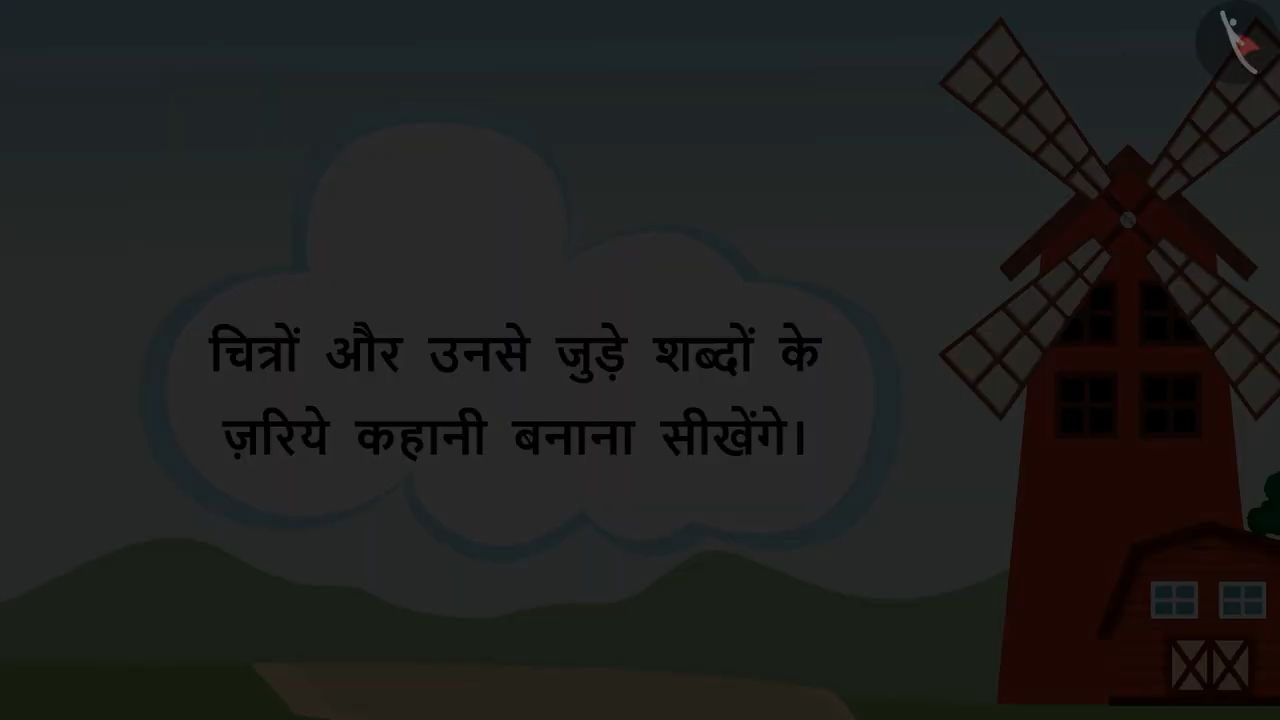 चित्रों और उनसे जुड़े शब्दों के
ज़रिये कहानी बनाना सीखेंगे।